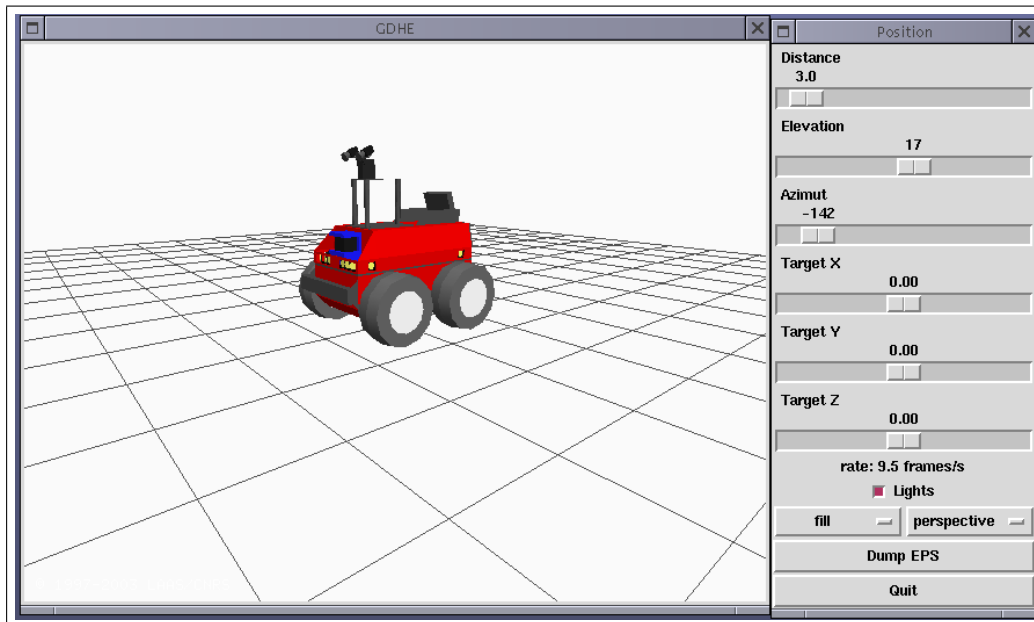 GDHE
Position
Distance
3.0
Elevation
17
Azimut
-142
Target X
0.00
Target Y
0.00
Target Z
0.00
rate: 9.5 frames/s
Lights
fill
perspective
Dump EPS
Quit